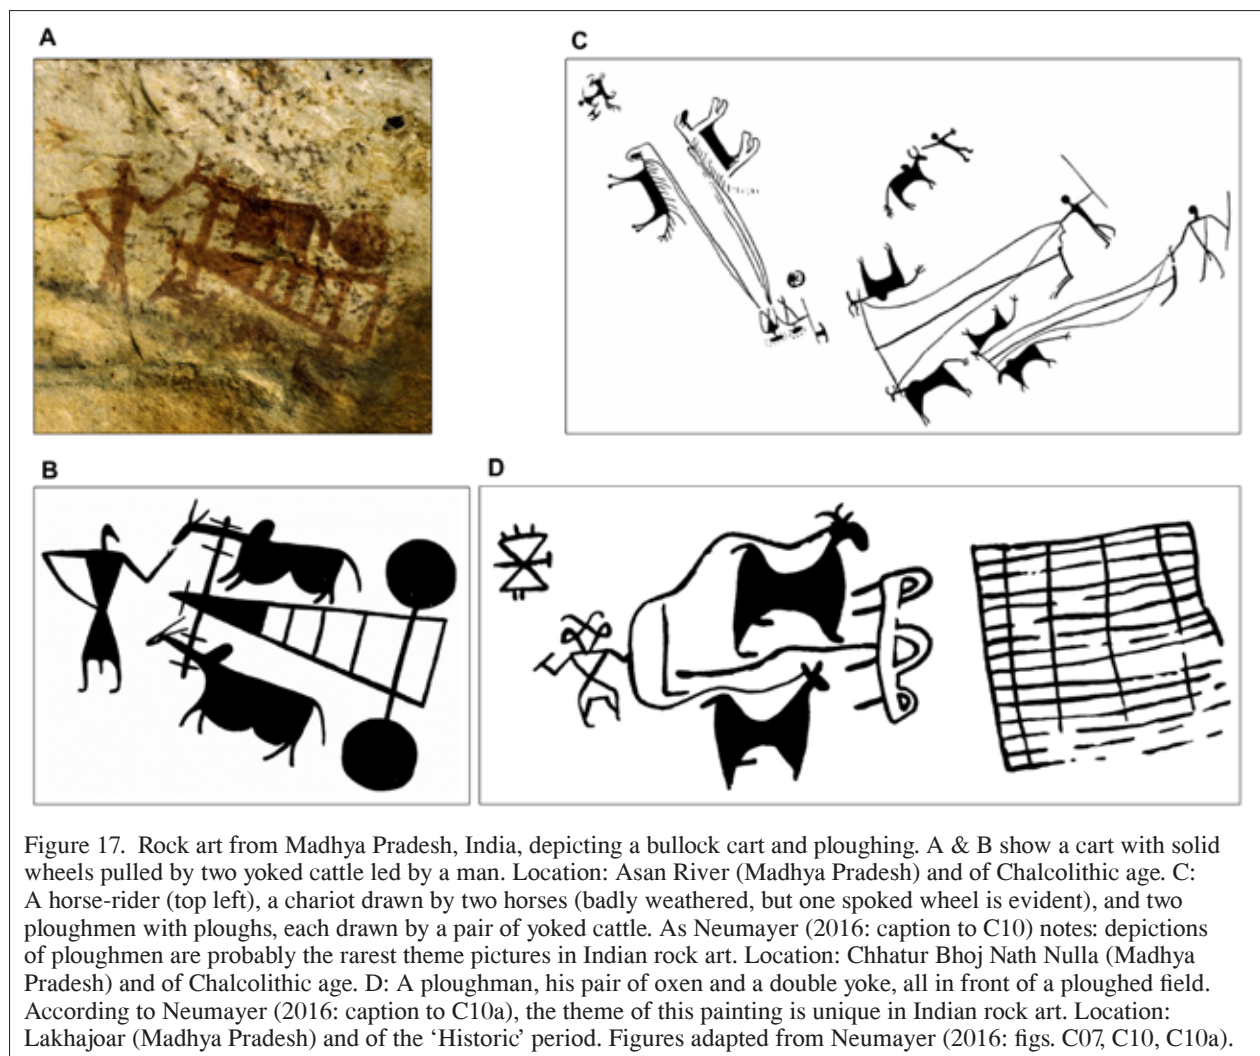 A
C
B
D
Figure 17. Rock art from Madhya Pradesh, India, depicting a bullock cart and ploughing. A & B show a cart with solid
wheels pulled by two yoked cattle led by a man. Location: Asan River (Madhya Pradesh) and of Chalcolithic age. C:
A horse-rider (top left), a chariot drawn by two horses (badly weathered, but one spoked wheel is evident), and two
ploughmen with ploughs, each drawn by a pair of yoked cattle. As Neumayer (2016: caption to C10) notes: depictions
of ploughmen are probably the rarest theme pictures in Indian rock art. Location: Chhatur Bhoj Nath Nulla (Madhya
Pradesh) and of Chalcolithic age. D: A ploughman, his pair of oxen and a double yoke, all in front of a ploughed field.
According to Neumayer (2016: caption to C10a), the theme of this painting is unique in Indian rock art. Location:
Lakhajoar (Madhya Pradesh) and of the ‘Historic’ period. Figures adapted from Neumayer (2016: figs. C07, C10, C10a).